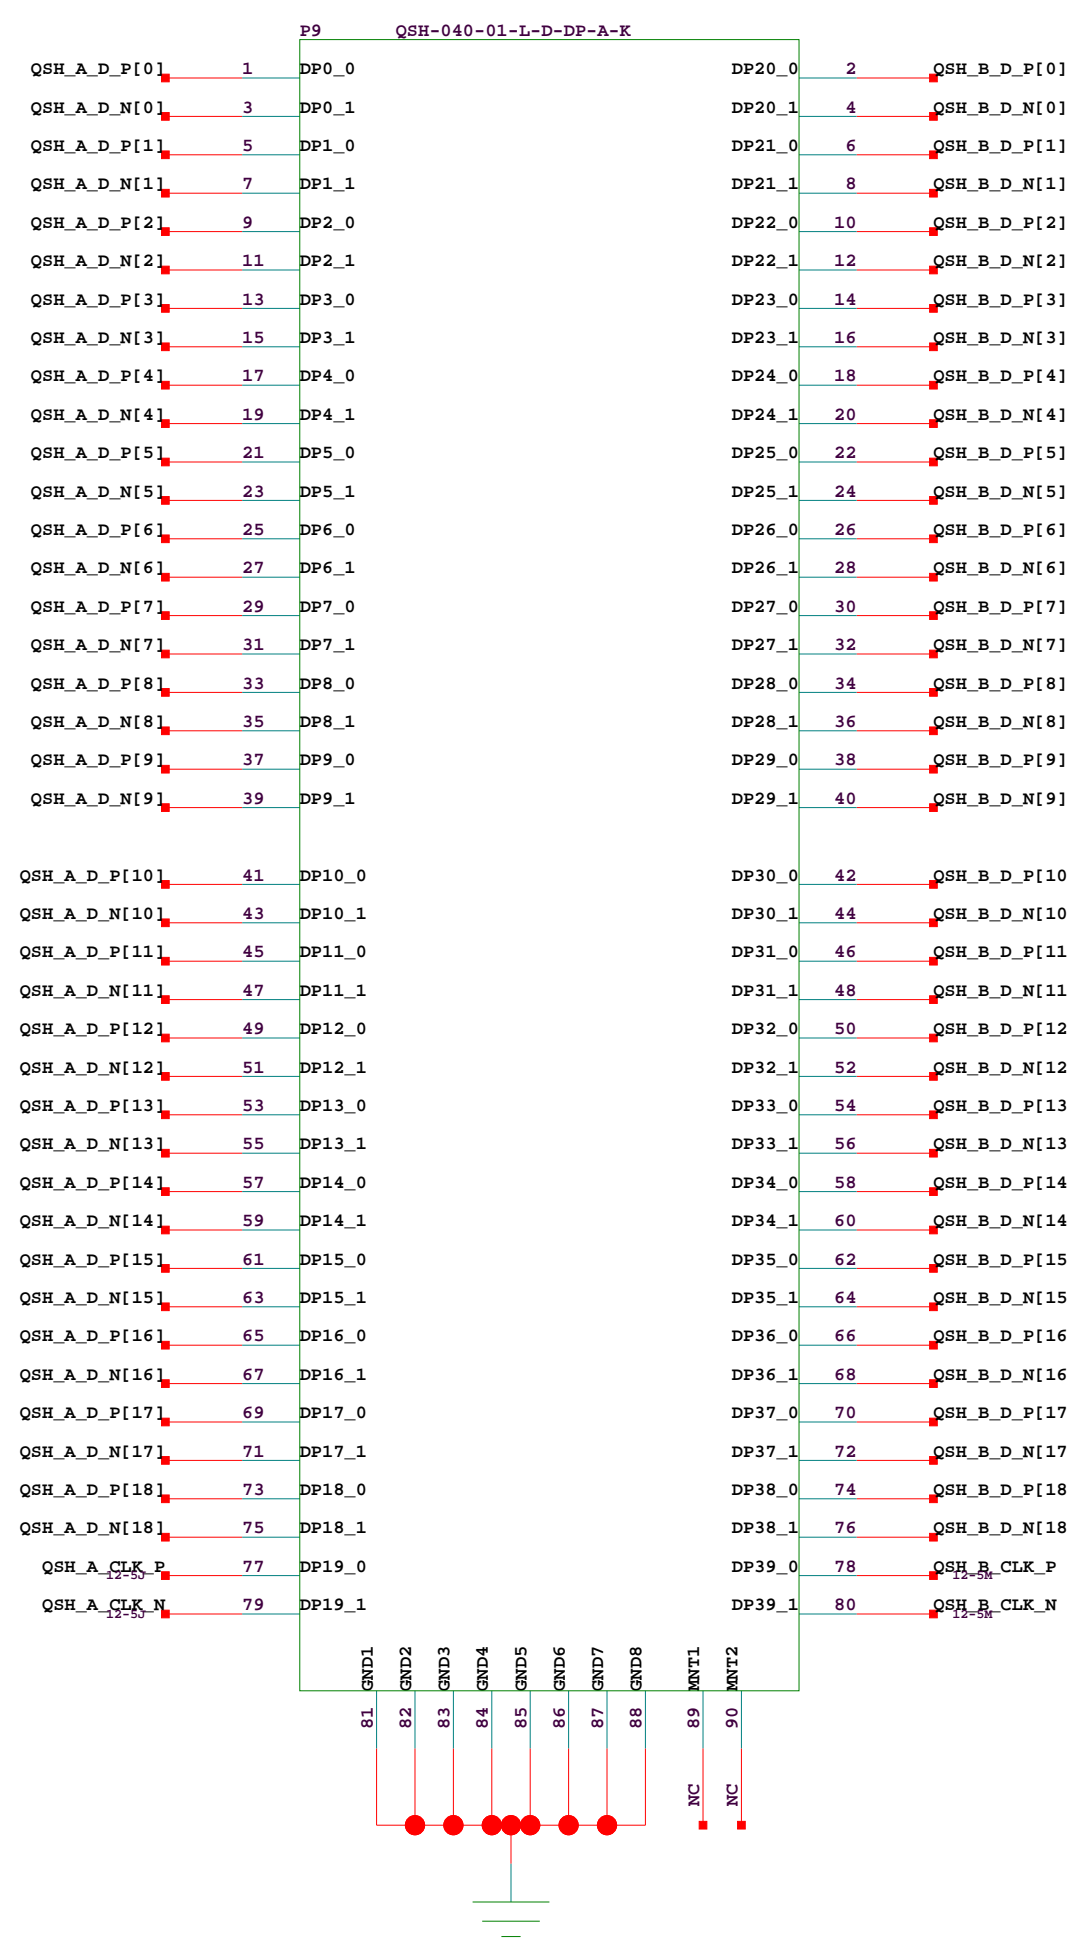 P9 QSH-040-01-L-D-DP-A-K
QSH_A_D_P[0] 1 DP0_0 DP20_0 2 QSH_B_D_P[0]
QSH_A_D_N[0] 3 DP0_1 DP20_1 4 QSH_B_D_N[0]
QSH_A_D_P[1] 5 DP1_0 DP21_0 6 QSH_B_D_P[1]
QSH_A_D_N[1] 7 DP1_1 DP21_1 8 QSH_B_D_N[1]
QSH_A_D_P[2] 9 DP2_0 DP22_0 10 QSH_B_D_P[2]
QSH_A_D_N[2] 11 DP2_1 DP22_1 12 QSH_B_D_N[2]
QSH_A_D_P[3] 13 DP3_0 DP23_0 14 QSH_B_D_P[3]
QSH_A_D_N[3] 15 DP3_1 DP23_1 16 QSH_B_D_N[3]
QSH_A_D_P[4] 17 DP4_0 DP24_0 18 QSH_B_D_P[4]
QSH_A_D_N[4] 19 DP4_1 DP24_1 20 QSH_B_D_N[4]
QSH_A_D_P[5] 21 DP5_0 DP25_0 22 QSH_B_D_P[5]
QSH_A_D_N[5] 23 DP5_1 DP25_1 24 QSH_B_D_N[5]
QSH_A_D_P[6] 25 DP6_0 DP26_0 26 QSH_B_D_P[6]
QSH_A_D_N[6] 27 DP6_1 DP26_1 28 QSH_B_D_N[6]
QSH_A_D_P[7] 29 DP7_0 DP27_0 30 QSH_B_D_P[7]
QSH_A_D_N[7] 31 DP7_1 DP27_1 32 QSH_B_D_N[7]
QSH_A_D_P[8] 33 DP8_0 DP28_0 34 QSH_B_D_P[8]
QSH_A_D_N[8] 35 DP8_1 DP28_1 36 QSH_B_D_N[8]
QSH_A_D_P[9] 37 DP9_0 DP29_0 38 QSH_B_D_P[9]
QSH_A_D_N[9] 39 DP9_1 DP29_1 40 QSH_B_D_N[9]
QSH_A_D_P[10] 41 DP10_0 DP30_0 42 QSH_B_D_P[10
QSH_A_D_N[10] 43 DP10_1 DP30_1 44 QSH_B_D_N[10
QSH_A_D_P[11] 45 DP11_0 DP31_0 46 QSH_B_D_P[11
QSH_A_D_N[11] 47 DP11_1 DP31_1 48 QSH_B_D_N[11
QSH_A_D_P[12] 49 DP12_0 DP32_0 50 QSH_B_D_P[12
QSH_A_D_N[12] 51 DP12_1 DP32_1 52 QSH_B_D_N[12
QSH_A_D_P[13] 53 DP13_0 DP33_0 54 QSH_B_D_P[13
QSH_A_D_N[13] 55 DP13_1 DP33_1 56 QSH_B_D_N[13
QSH_A_D_P[14] 57 DP14_0 DP34_0 58 QSH_B_D_P[14
QSH_A_D_N[14] 59 DP14_1 DP34_1 60 QSH_B_D_N[14
QSH_A_D_P[15] 61 DP15_0 DP35_0 62 QSH_B_D_P[15
QSH_A_D_N[15] 63 DP15_1 DP35_1 64 QSH_B_D_N[15
QSH_A_D_P[16] 65 DP16_0 DP36_0 66 QSH_B_D_P[16
QSH_A_D_N[16] 67 DP16_1 DP36_1 68 QSH_B_D_N[16
QSH_A_D_P[17] 69 DP17_0 DP37_0 70 QSH_B_D_P[17
QSH_A_D_N[17] 71 DP17_1 DP37_1 72 QSH_B_D_N[17
QSH_A_D_P[18] 73 DP18_0 DP38_0 74 QSH_B_D_P[18
QSH_A_D_N[18] 75 DP18_1 DP38_1 76 QSH_B_D_N[18
QSH_A_CLK_P 77 DP19_0 DP39_0 78 QSH_B_CLK_P
12-5J 12-5M
QSH_A_CLK_N 79 DP19_1 DP39_1 80 QSH_B_CLK_N
12-5J 12-5M
GND1 GND2 GND3 GND4 GND5 GND6 GND7 GND8 MNT1 MNT2
81 82 83 84 85 86 87 88 89 90
NC NC